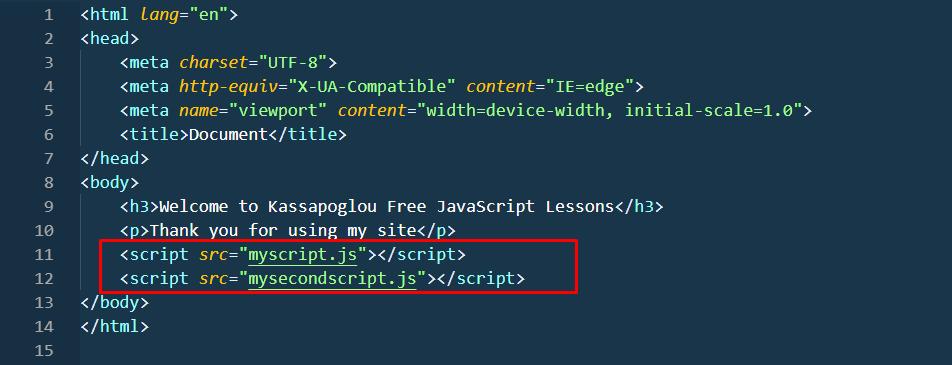 1 <html lang="en">
2 <head>
3     <meta charset="UTF-8">
4     <meta http-equiv="X-UA-Compatible" content="IE=edge">
5     <meta name="viewport" content="width=device-width, initial-scale=1.0">
6     <title>Document</title>
7 </head>
8 <body>
9     <h3>Welcome to Kassapoglou Free JavaScript Lessons</h3>
10     <p>Thank you for using my site</p>
11     <script src="myscript.js"></script>
12     <script src="mysecondscript.js"></script>
13 </body>
14 </html>
15